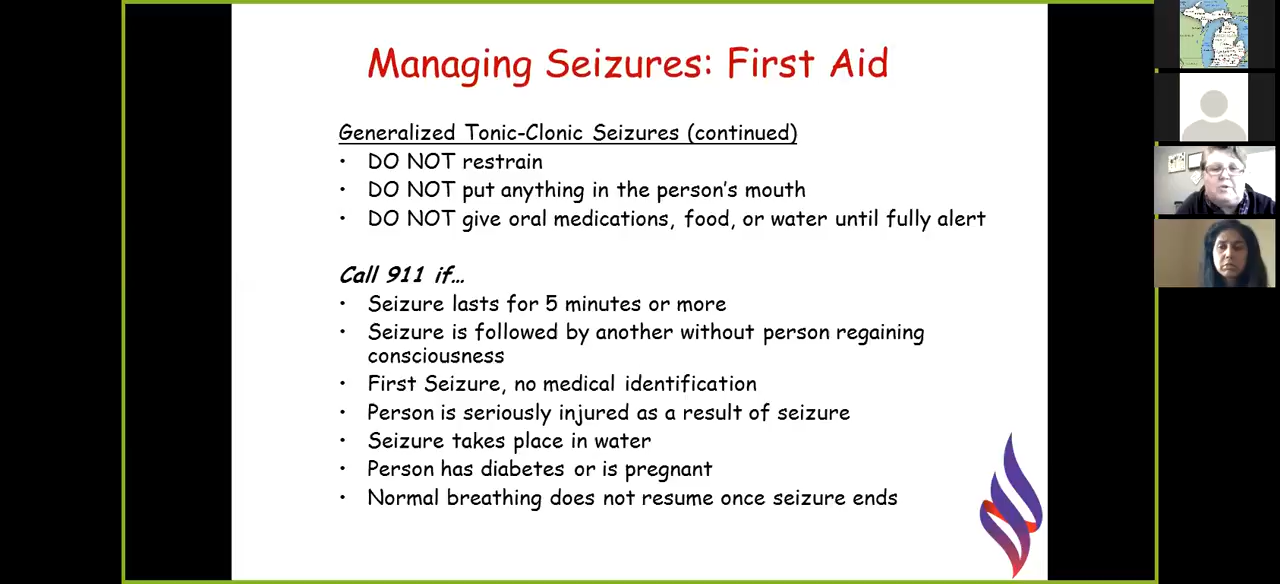 Managing Seizures: First Aid
Generalized Tonic-Clonic Seizures (continued)
• DO NOT restrain
• DO NOT put anything in the person's mouth
• DO NOT give oral medications, food, or water until fully alert
Call 911 if…
• Seizure lasts for 5 minutes or more
• Seizure is followed by another without person regaining
consciousness
• First Seizure, no medical identification
• Person is seriously injured as a result of seizure
• Seizure takes place in water
• Person has diabetes or is pregnant
• Normal breathing does not resume once seizure ends